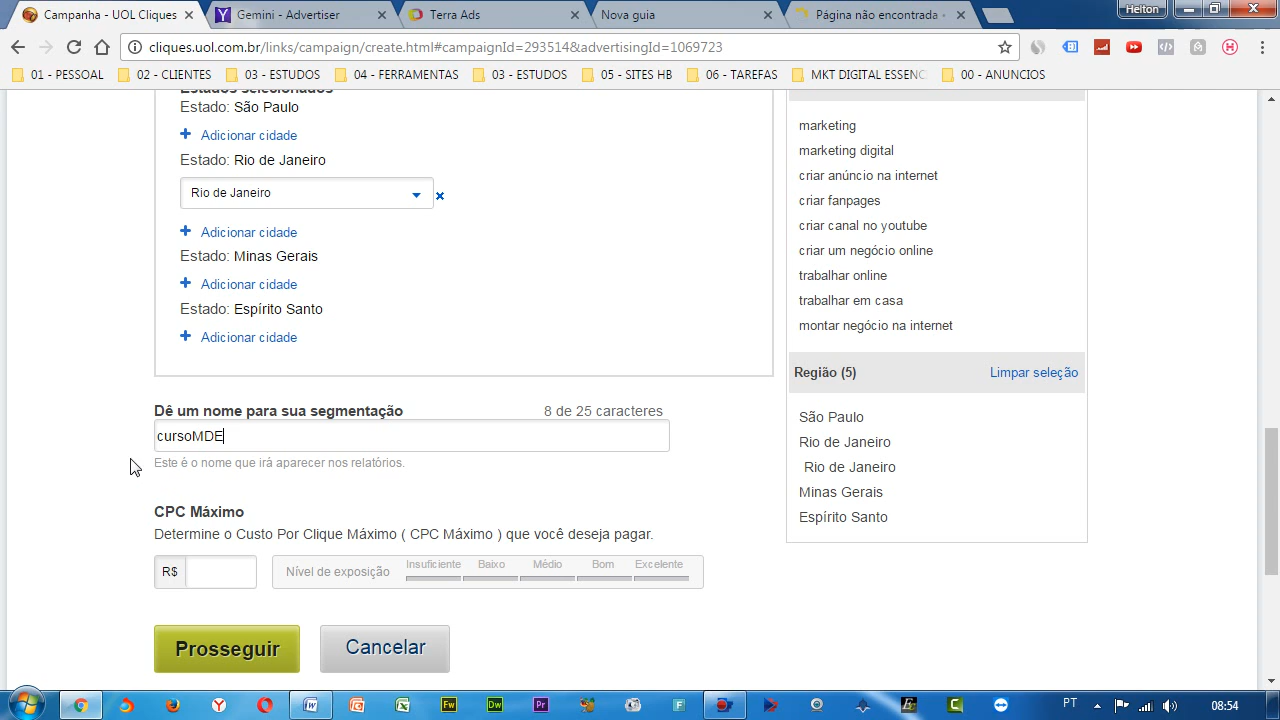 Campanha - UOL Cliques
Gemini - Advertiser
Terra Ads
Nova guia
Página não encontrada -
Helton
cliques.uol.com.br/links/campaign/create.html#campaignId=293514&advertisingId=1069723
01 - PESSOAL
02 - CLIENTES
03 - ESTUDOS
04 - FERRAMENTAS
03 - ESTUDOS
05 - SITES HB
06 - TAREFAS
MKT DIGITAL ESSENC
00 - ANUNCIOS
Estados selecionados
Estado: São Paulo
Adicionar cidade
Estado: Rio de Janeiro
Rio de Janeiro
Adicionar cidade
Estado: Minas Gerais
Adicionar cidade
Estado: Espírito Santo
Adicionar cidade
Dê um nome para sua segmentação
8 de 25 caracteres
cursoMDE
Este é o nome que irá aparecer nos relatórios.
CPC Máximo
Determine o Custo Por Clique Máximo ( CPC Máximo ) que você deseja pagar.
R$
Nível de exposição
Insuficiente
Baixo
Médio
Bom
Excelente
Prosseguir
Cancelar
marketing
marketing digital
criar anúncio na internet
criar fanpages
criar canal no youtube
criar um negócio online
trabalhar online
trabalhar em casa
montar negócio na internet
Região (5)
Limpar seleção
São Paulo
Rio de Janeiro
Rio de Janeiro
Minas Gerais
Espírito Santo
Fw
Dw
Pr
PT
08:54